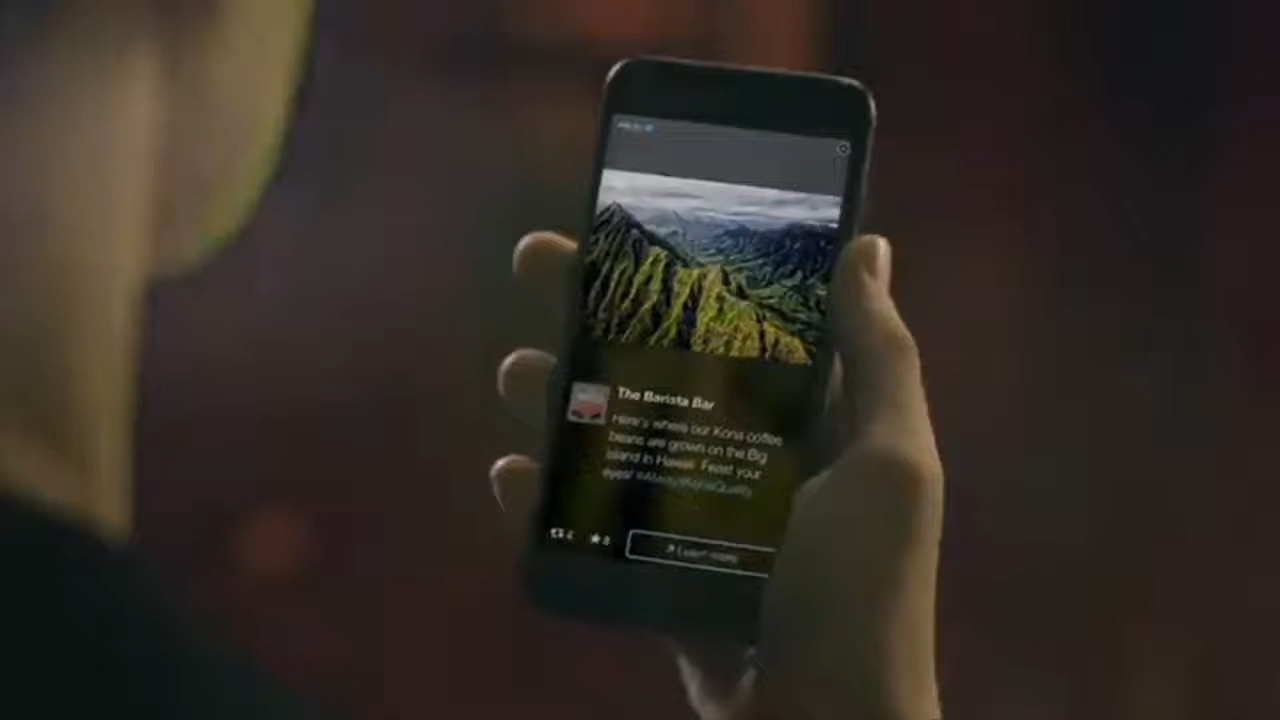 The Barista Bar
Here's where our Kona coffee
beans are grown on the Big
Island in Hawaii. Feast your
eyes!
Learn more